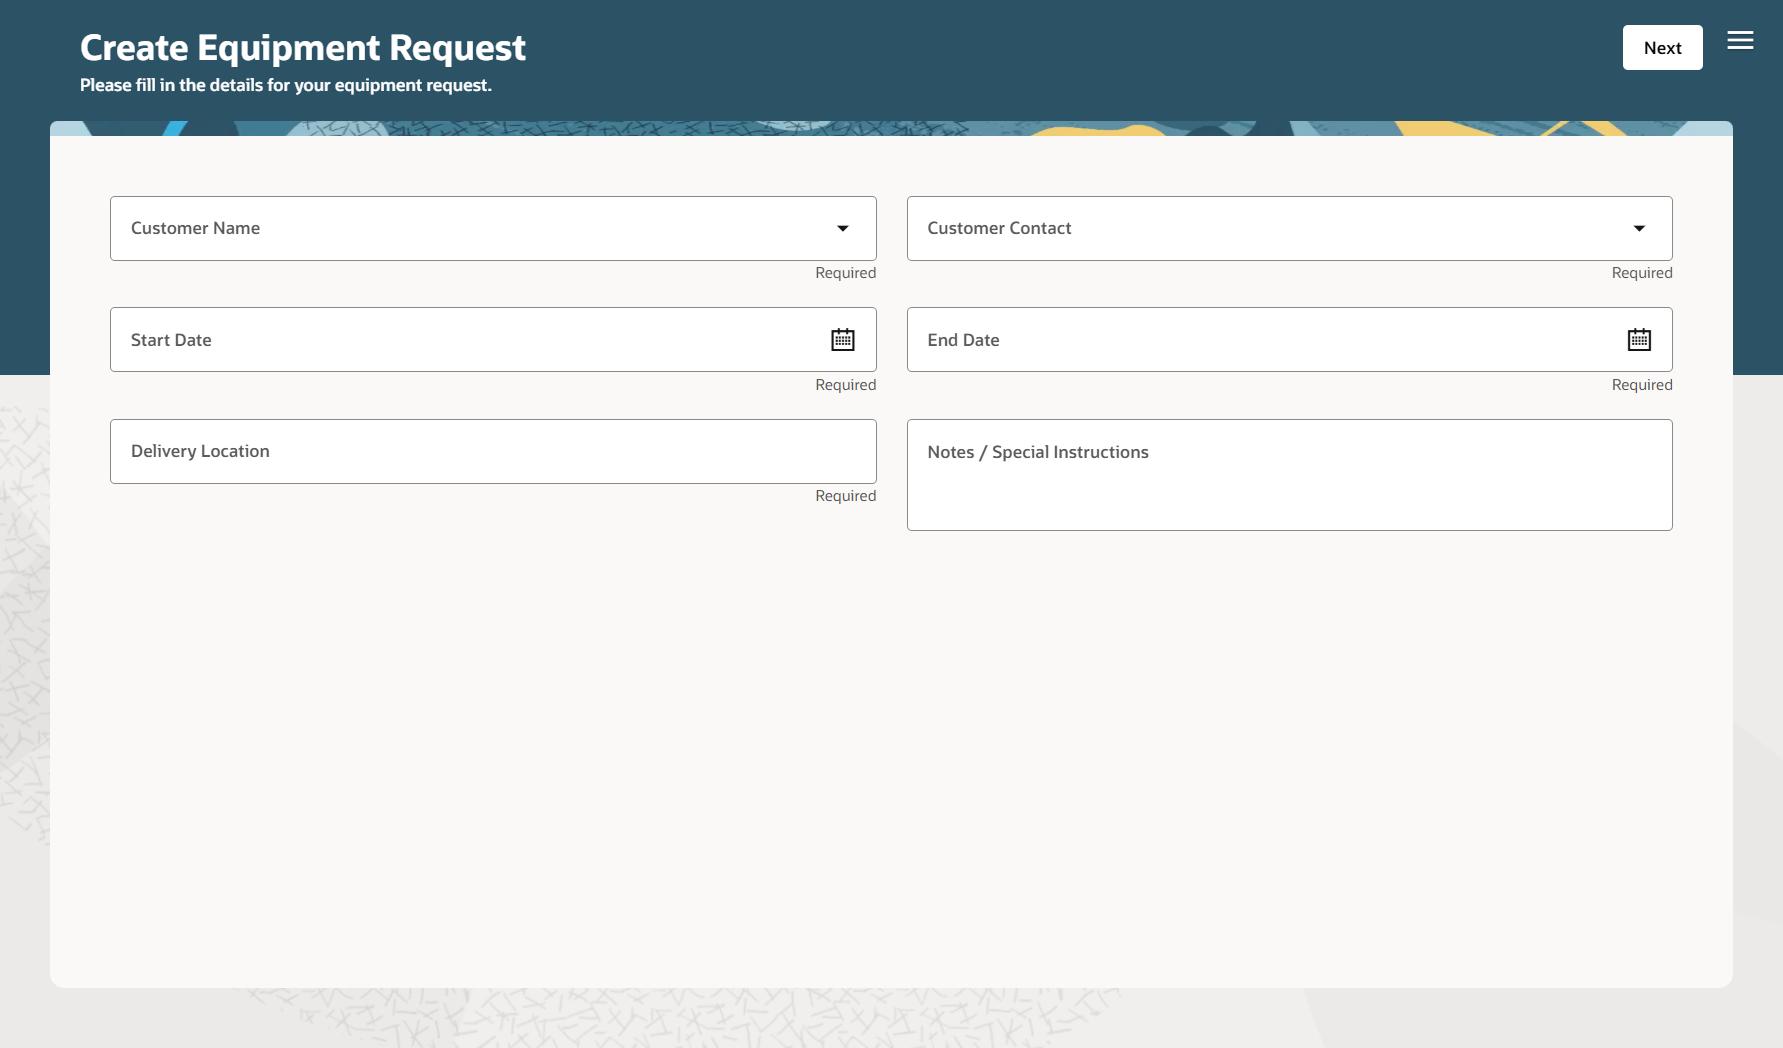 Create Equipment Request
Please fill in the details for your equipment request.
Next
Customer Name
Customer Contact
Required
Required
Start Date
End Date
Required
Required
Delivery Location
Notes / Special Instructions
Required